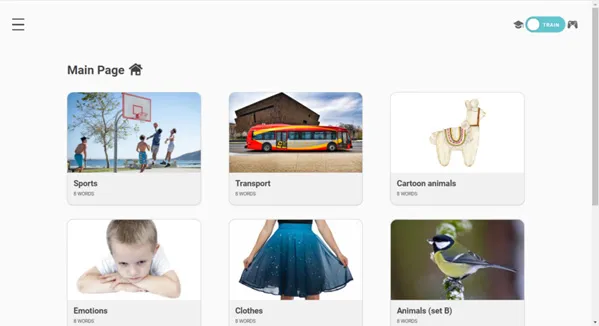 TRAIN
Main Page
Sports
8 WORDS
Transport
8 WORDS
Cartoon animals
8 WORDS
Emotions
8 WORDS
Clothes
8 WORDS
Animals (set B)
8 WORDS